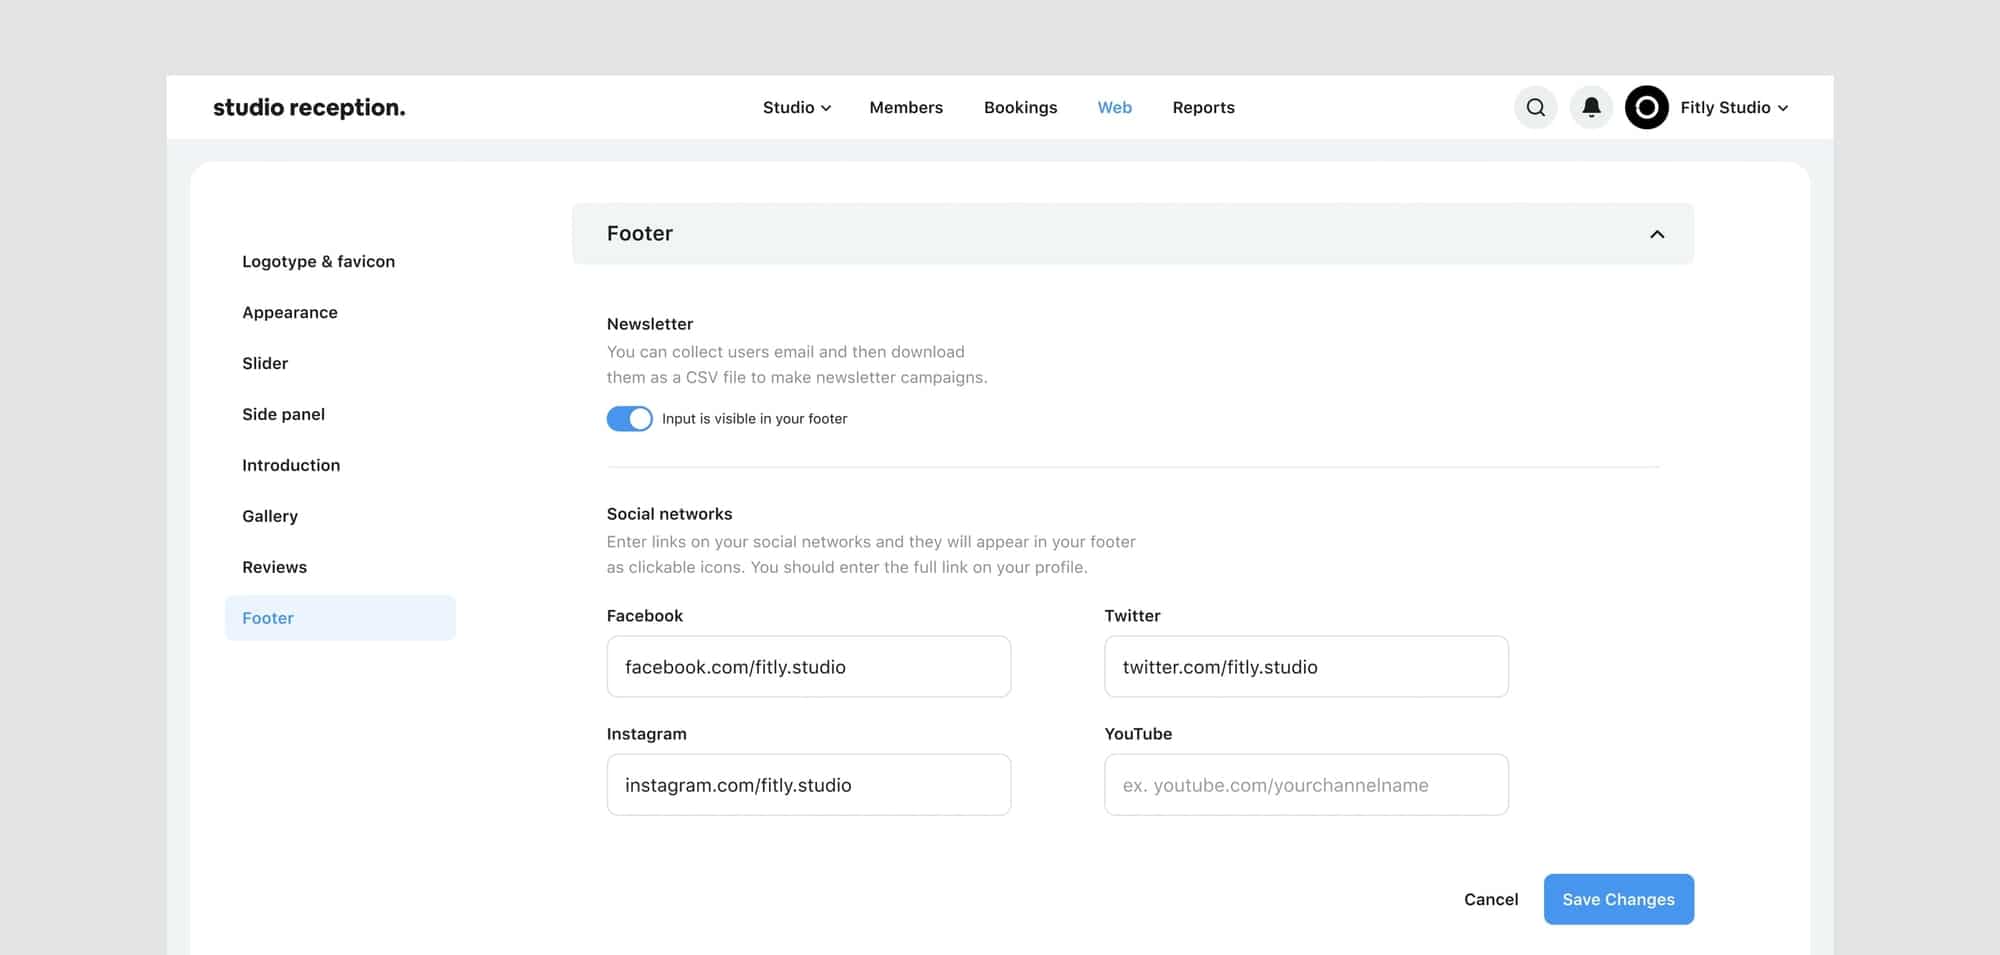 studio reception.
Studio
Members
Bookings
Web
Reports
Fitly Studio
Logotype & favicon
Appearance
Slider
Side panel
Introduction
Gallery
Reviews
Footer
Footer
Newsletter
You can collect users email and then download
them as a CSV file to make newsletter campaigns.
Input is visible in your footer
Social networks
Enter links on your social networks and they will appear in your footer
as clickable icons. You should enter the full link on your profile.
Facebook
facebook.com/fitly.studio
Twitter
twitter.com/fitly.studio
Instagram
instagram.com/fitly.studio
YouTube
ex. youtube.com/yourchannelname
Cancel
Save Changes